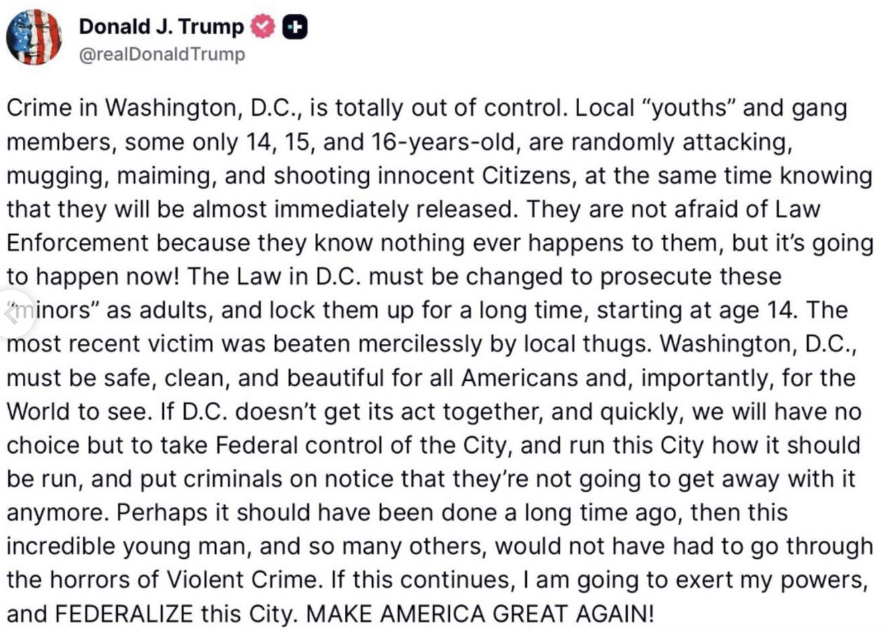 Donald J. Trump
@realDonaldTrump
Crime in Washington, D.C., is totally out of control. Local “youths” and gang
members, some only 14, 15, and 16-years-old, are randomly attacking,
mugging, maiming, and shooting innocent Citizens, at the same time knowing
that they will be almost immediately released. They are not afraid of Law
Enforcement because they know nothing ever happens to them, but it’s going
to happen now! The Law in D.C. must be changed to prosecute these
“minors” as adults, and lock them up for a long time, starting at age 14. The
most recent victim was beaten mercilessly by local thugs. Washington, D.C.,
must be safe, clean, and beautiful for all Americans and, importantly, for the
World to see. If D.C. doesn’t get its act together, and quickly, we will have no
choice but to take Federal control of the City, and run this City how it should
be run, and put criminals on notice that they’re not going to get away with it
anymore. Perhaps it should have been done a long time ago, then this
incredible young man, and so many others, would not have had to go through
the horrors of Violent Crime. If this continues, I am going to exert my powers,
and FEDERALIZE this City. MAKE AMERICA GREAT AGAIN!